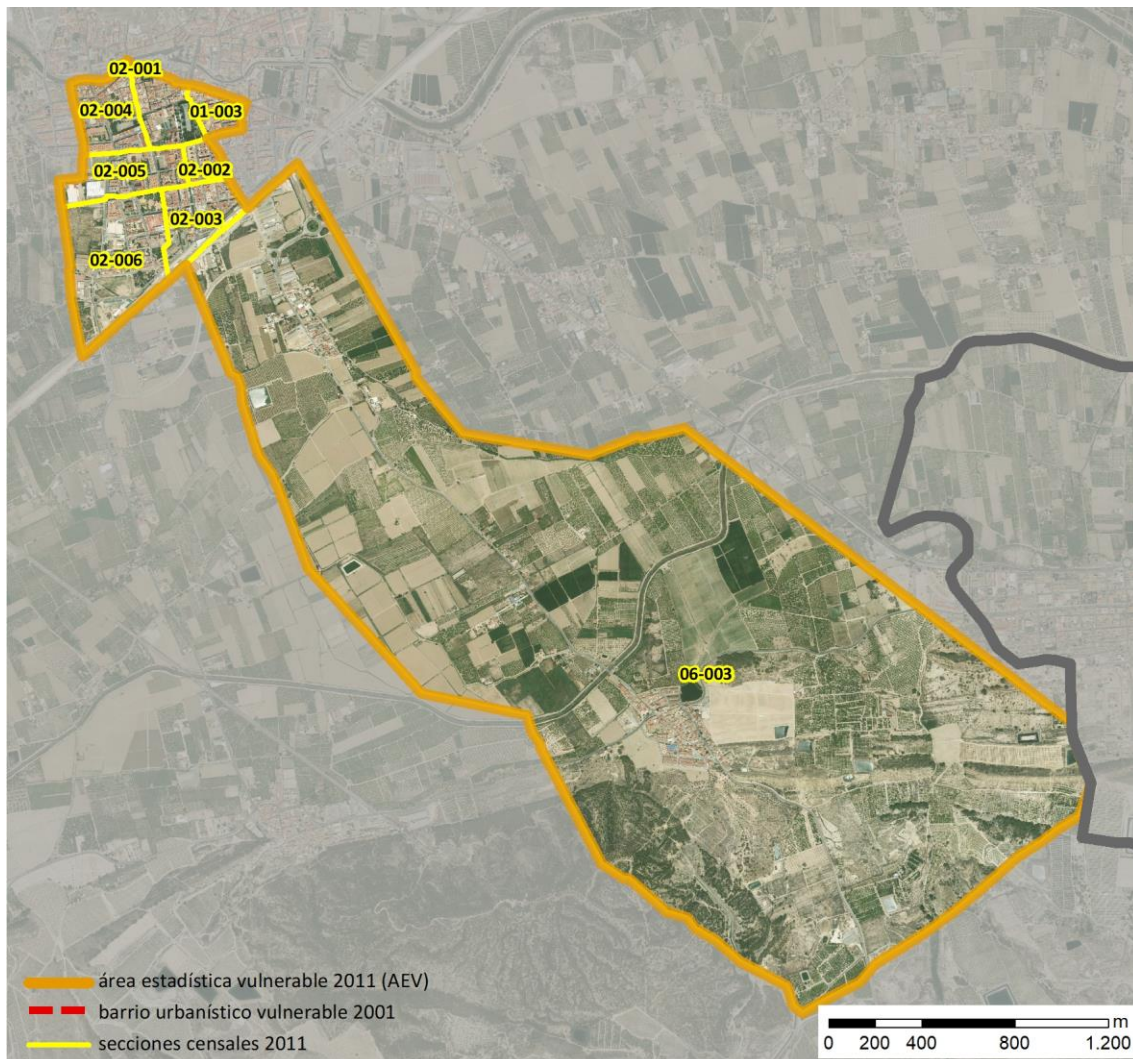 02-001
02-004
01-003
02-005
02-002
02-003
02-006
06-003
área estadística vulnerable 2011 (AEV)
barrio urbanístico vulnerable 2001
secciones censales 2011
m
0 200 400 800 1.200